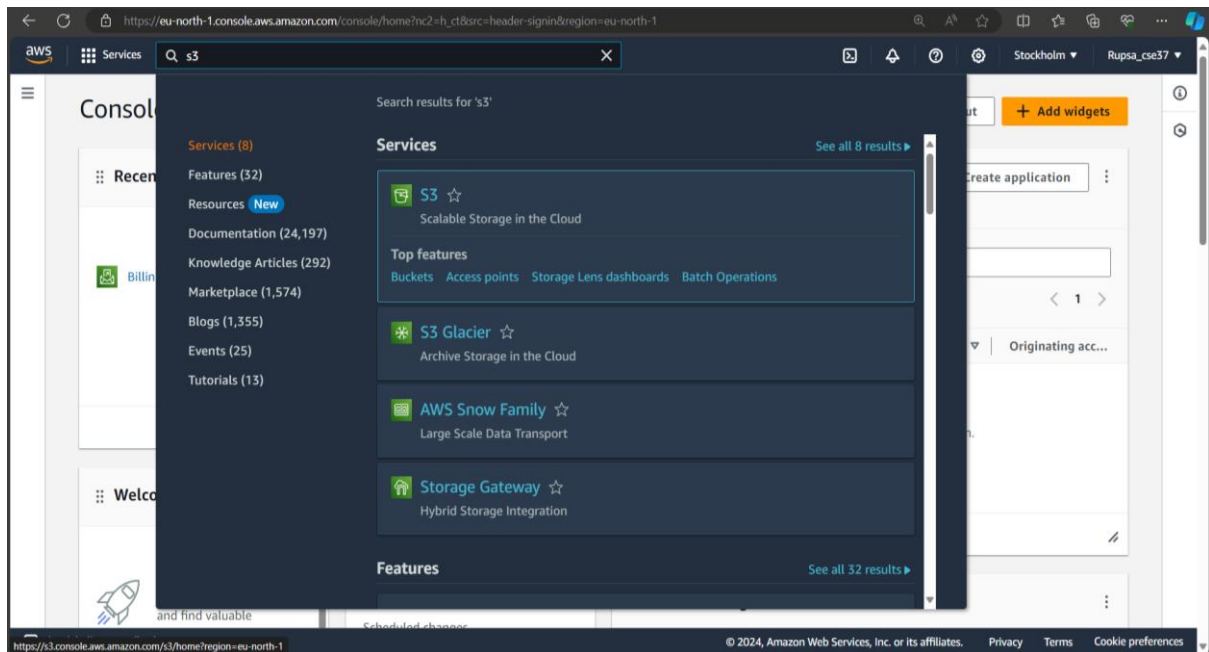 https://eu-north-1.console.aws.amazon.com/console/home?nc2=h_ct&src=header-signin&region=eu-north-1
aws Services s3 Stockholm Rupsa_cse37
Consol
ut + Add widgets
Search results for 's3'
Services (8)
Features (32)
Resources New
Documentation (24,197)
Knowledge Articles (292)
Marketplace (1,574)
Blogs (1,355)
Events (25)
Tutorials (13)
Services See all 8 results
S3
Scalable Storage in the Cloud
Top features
Buckets Access points Storage Lens dashboards Batch Operations
S3 Glacier
Archive Storage in the Cloud
AWS Snow Family
Large Scale Data Transport
Storage Gateway
Hybrid Storage Integration
Features See all 32 results
Recen
Billin
Create application
1
Originating acc...
n.
Welco
and find valuable
https://s3.console.aws.amazon.com/s3/home?region=eu-north-1
© 2024, Amazon Web Services, Inc. or its affiliates. Privacy Terms Cookie preferences